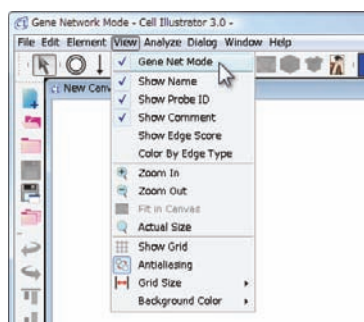 Gene Network Mode - Cell Illustrator 3.0 -
File Edit Element View Analyze Dialog Window Help
Gene Net Mode
New Canv
Show Name
Show Probe ID
Show Comment
Show Edge Score
Color By Edge Type
Zoom In
Zoom Out
Fit in Canvas
Actual Size
Show Grid
Antialiasing
Grid Size
Background Color